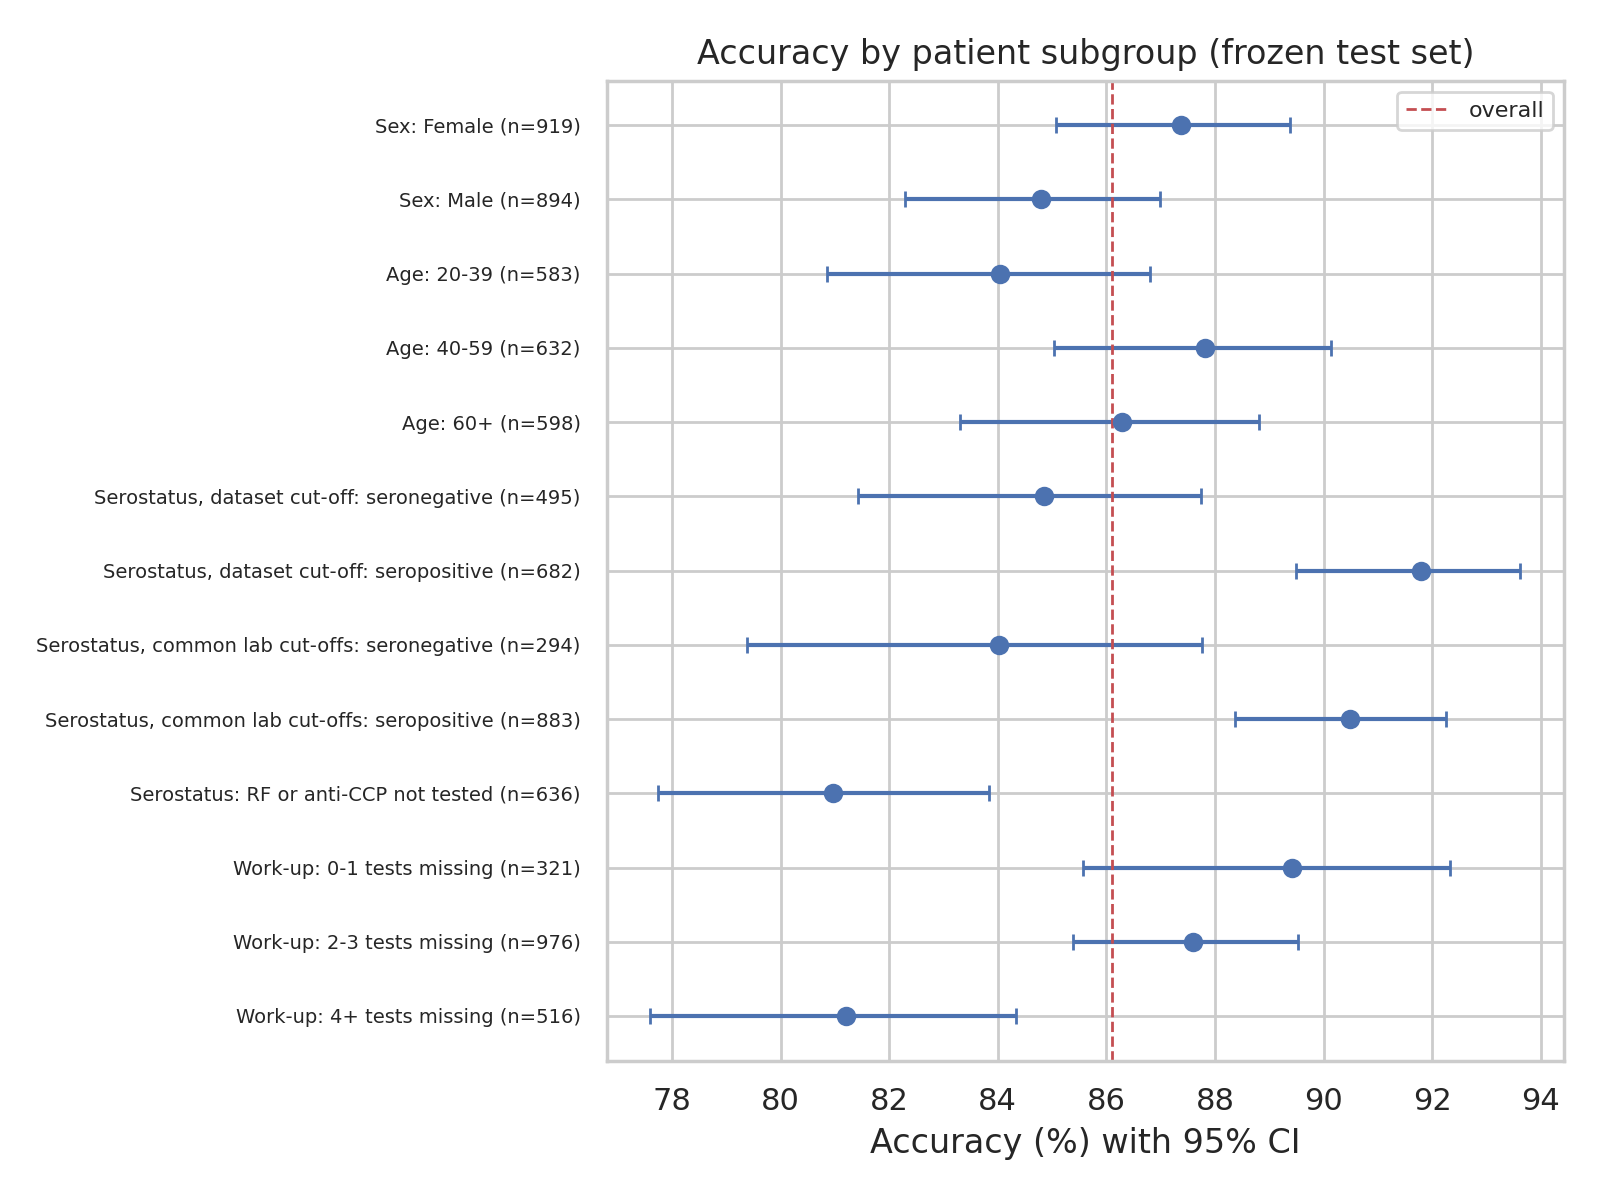 Accuracy by patient subgroup (frozen test set)
overall
Sex: Female (n=919)
Sex: Male (n=894)
Age: 20-39 (n=583)
Age: 40-59 (n=632)
Age: 60+ (n=598)
Serostatus, dataset cut-off: seronegative (n=495)
Serostatus, dataset cut-off: seropositive (n=682)
Serostatus, common lab cut-offs: seronegative (n=294)
Serostatus, common lab cut-offs: seropositive (n=883)
Serostatus: RF or anti-CCP not tested (n=636)
Work-up: 0-1 tests missing (n=321)
Work-up: 2-3 tests missing (n=976)
Work-up: 4+ tests missing (n=516)
78 80 82 84 86 88 90 92 94
Accuracy (%) with 95% CI